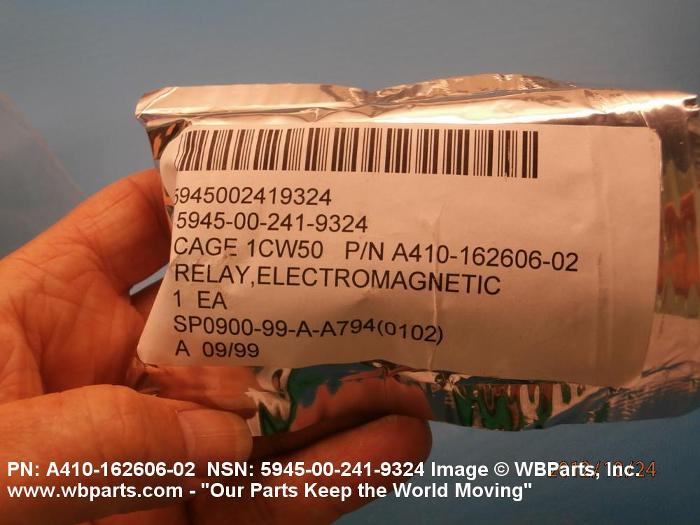 5945002419324
5945-00-241-9324
CAGE 1CW50 P/N A410-162606-02
RELAY,ELECTROMAGNETIC
1 EA
SP0900-99-A-A794(0102)
A 09/99
PN: A410-162606-02 NSN: 5945-00-241-9324 Image © WBParts, Inc.
www.wbparts.com - "Our Parts Keep the World Moving"